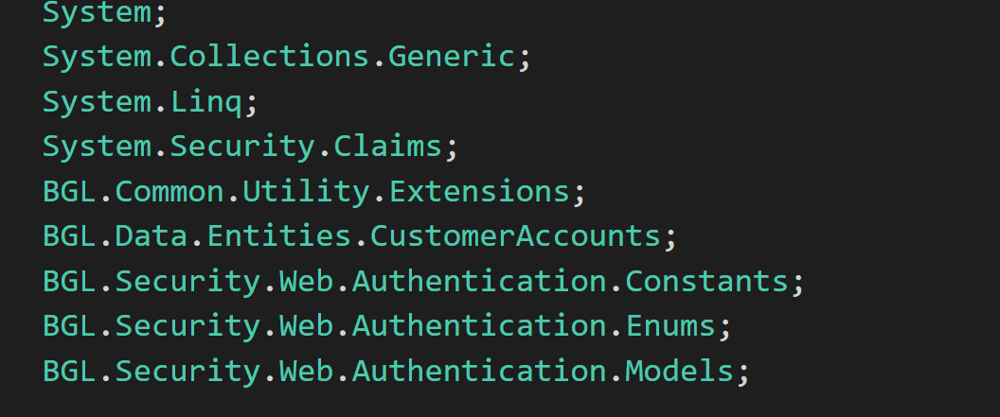 System;
System.Collections.Generic;
System.Linq;
System.Security.Claims;
BGL.Common.Utility.Extensions;
BGL.Data.Entities.CustomerAccounts;
BGL.Security.Web.Authentication.Constants;
BGL.Security.Web.Authentication.Enums;
BGL.Security.Web.Authentication.Models;